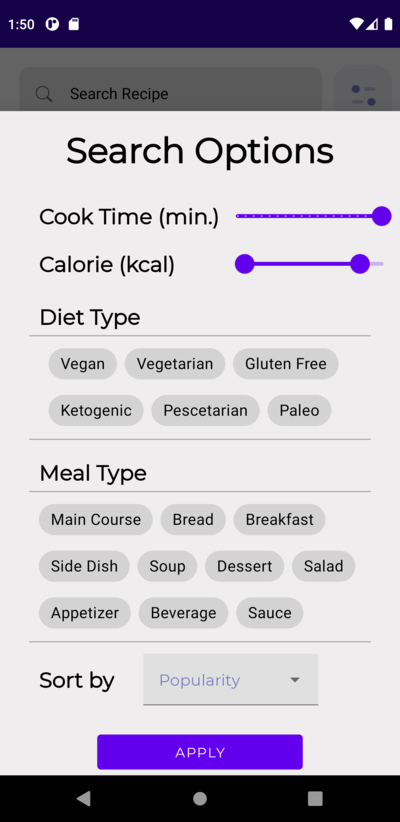 1:50
Search Recipe
Search Options
Cook Time (min.)
Calorie (kcal)
Diet Type
Vegan Vegetarian Gluten Free
Ketogenic Pescetarian Paleo
Meal Type
Main Course Bread Breakfast
Side Dish Soup Dessert Salad
Appetizer Beverage Sauce
Sort by Popularity
APPLY